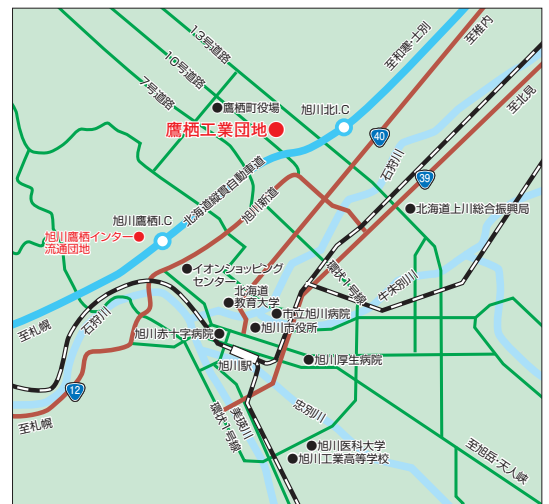 13号道路
10号道路
7号道路
至和寒・士別
至稚内
至北見
鷹栖町役場
旭川北I.C
鷹栖工業団地
40
石狩川
39
北海道縦貫自動車道
旭川新道
北海道上川総合振興局
旭川鷹栖I.C
旭川鷹栖インター
流通団地
イオンショッピング
センター
環状1号線
牛朱別川
北海道
教育大学
市立旭川病院
旭川市役所
至札幌
石狩川
旭川赤十字病院
旭川駅
旭川厚生病院
12
至札幌
環状1号線
美瑛川
忠別川
旭川医科大学
旭川工業高等学校
至旭岳・天人峡